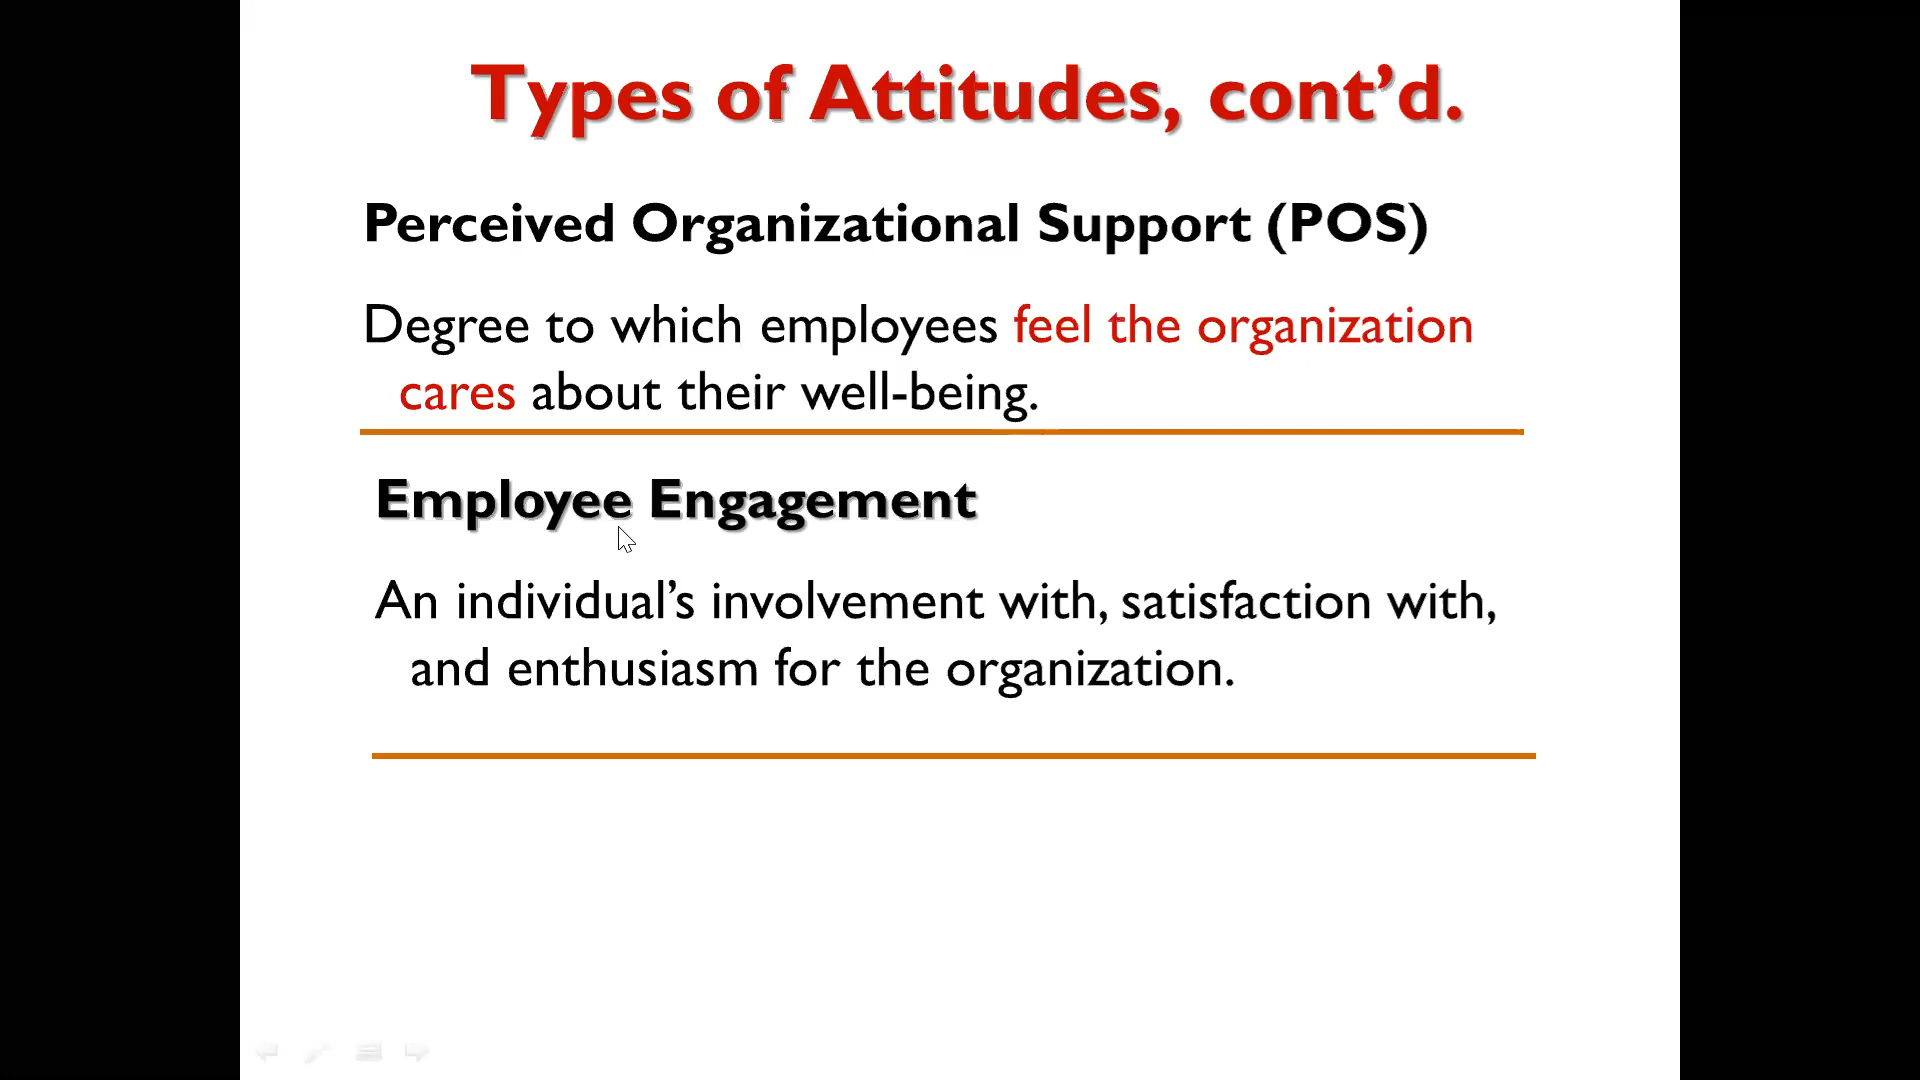 Types of Attitudes, cont’d.
Perceived Organizational Support (POS)
Degree to which employees feel the organization
cares about their well-being.
Employee Engagement
An individual’s involvement with, satisfaction with,
and enthusiasm for the organization.